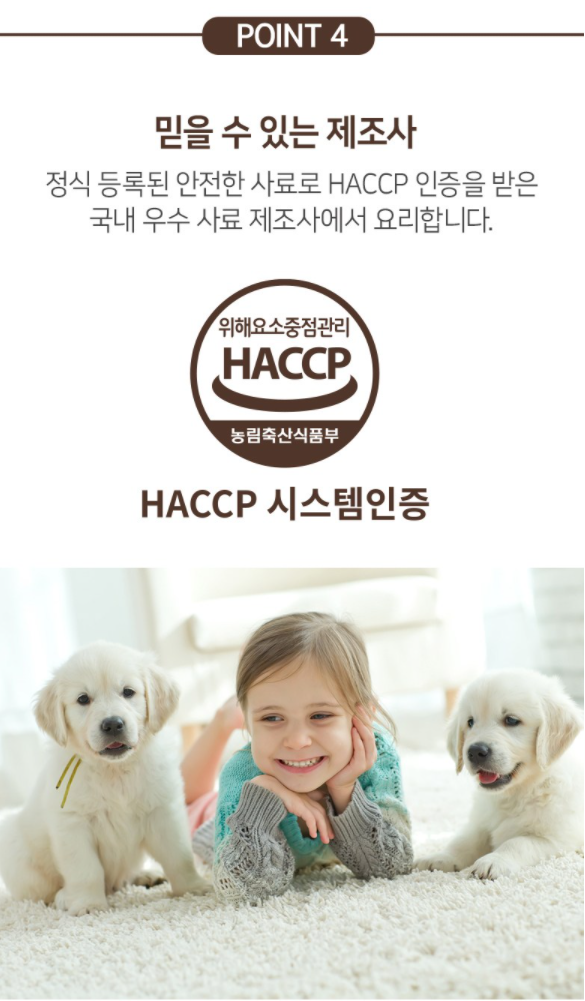 POINT 4
믿을 수 있는 제조사
정식 등록된 안전한 사료로 HACCP 인증을 받은
국내 우수 사료 제조사에서 요리합니다.
위해요소중점관리
HACCP
농림축산식품부
HACCP 시스템인증